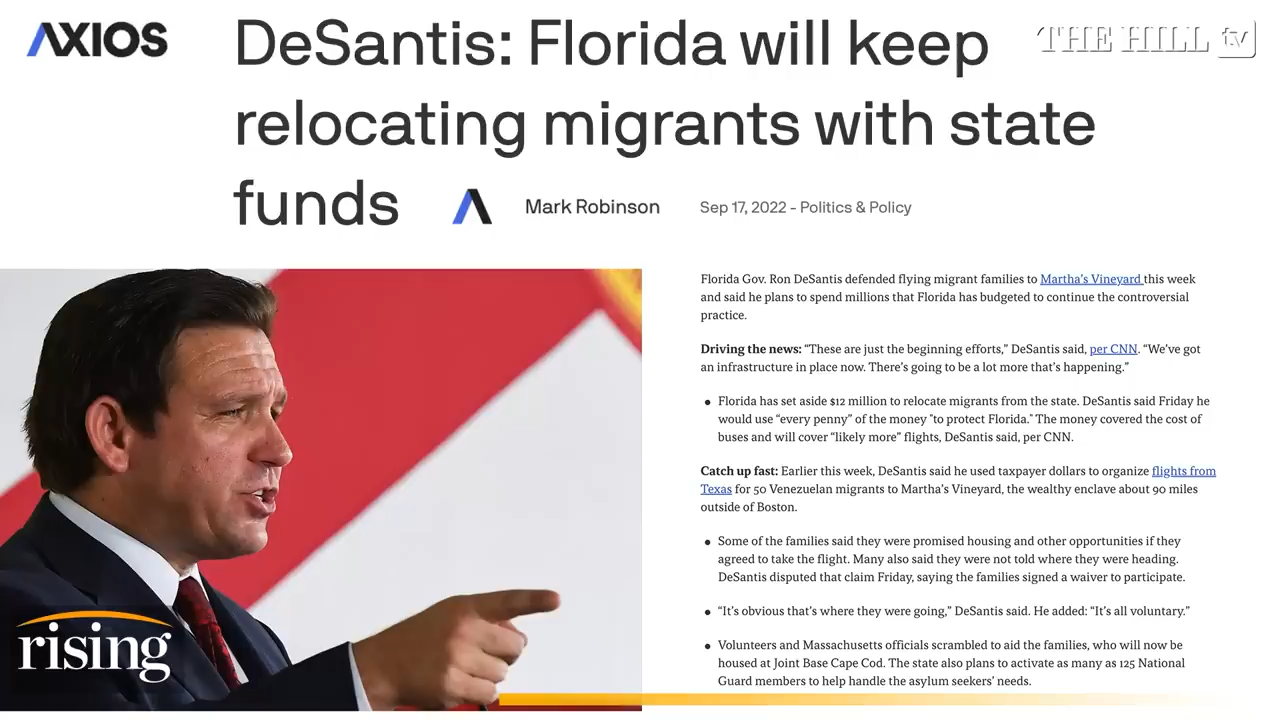 AXIOS
THE HILL tv
DeSantis: Florida will keep
relocating migrants with state
funds
Mark Robinson
Sep 17, 2022 - Politics & Policy
Florida Gov. Ron DeSantis defended flying migrant families to Martha's Vineyard this week
and said he plans to spend millions that Florida has budgeted to continue the controversial
practice.
Driving the news: "These are just the beginning efforts," DeSantis said, per CNN. "We've got
an infrastructure in place now. There's going to be a lot more that's happening."
● Florida has set aside $12 million to relocate migrants from the state. DeSantis said Friday he
would use "every penny" of the money "to protect Florida." The money covered the cost of
buses and will cover "likely more" flights, DeSantis said, per CNN.
Catch up fast: Earlier this week, DeSantis said he used taxpayer dollars to organize flights from
Texas for 50 Venezuelan migrants to Martha's Vineyard, the wealthy enclave about 90 miles
outside of Boston.
● Some of the families said they were promised housing and other opportunities if they
agreed to take the flight. Many also said they were not told where they were heading.
DeSantis disputed that claim Friday, saying the families signed a waiver to participate.
● "It's obvious that's where they were going," DeSantis said. He added: "It's all voluntary."
● Volunteers and Massachusetts officials scrambled to aid the families, who will now be
housed at Joint Base Cape Cod. The state also plans to activate as many as 125 National
Guard members to help handle the asylum seekers' needs.
rising